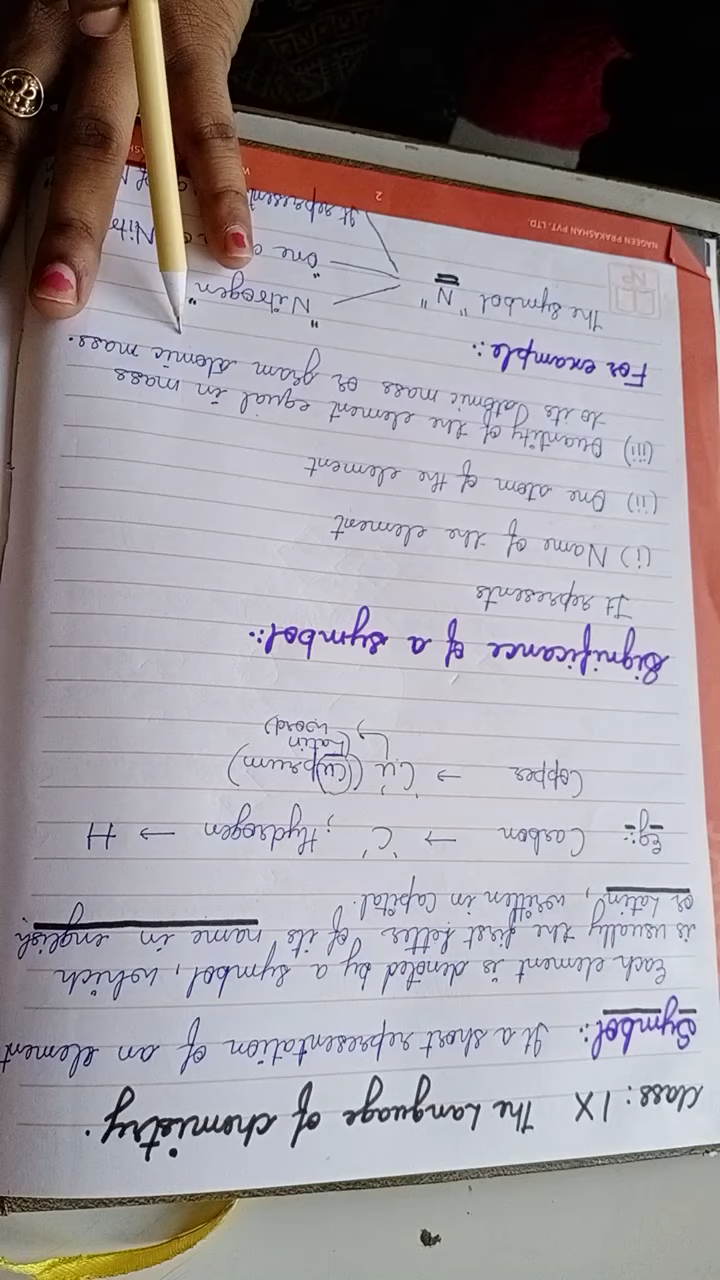 Class: IX The Language of chemistry.
Symbol:. It a short representation of an element
Each element is denoted by a symbol, which
is usually the first letter of its name in english
or Latin, written in capital.
Eg:- Carbon → 'C' ; Hydrogen → H
Copper → 'Cu' (Cuprum)
↳ (Latin
word)
Significance of a symbol:.
It represents
(i) Name of the element
(ii) One atom of the element
(iii) Quantity of the element equal in mass
to its (atomic mass or gram atomic mass.
For example:.
The symbol "N"
"Nitrogen"
"One
It represent
NAGEEN PRAKASHAN PVT. LTD.
2